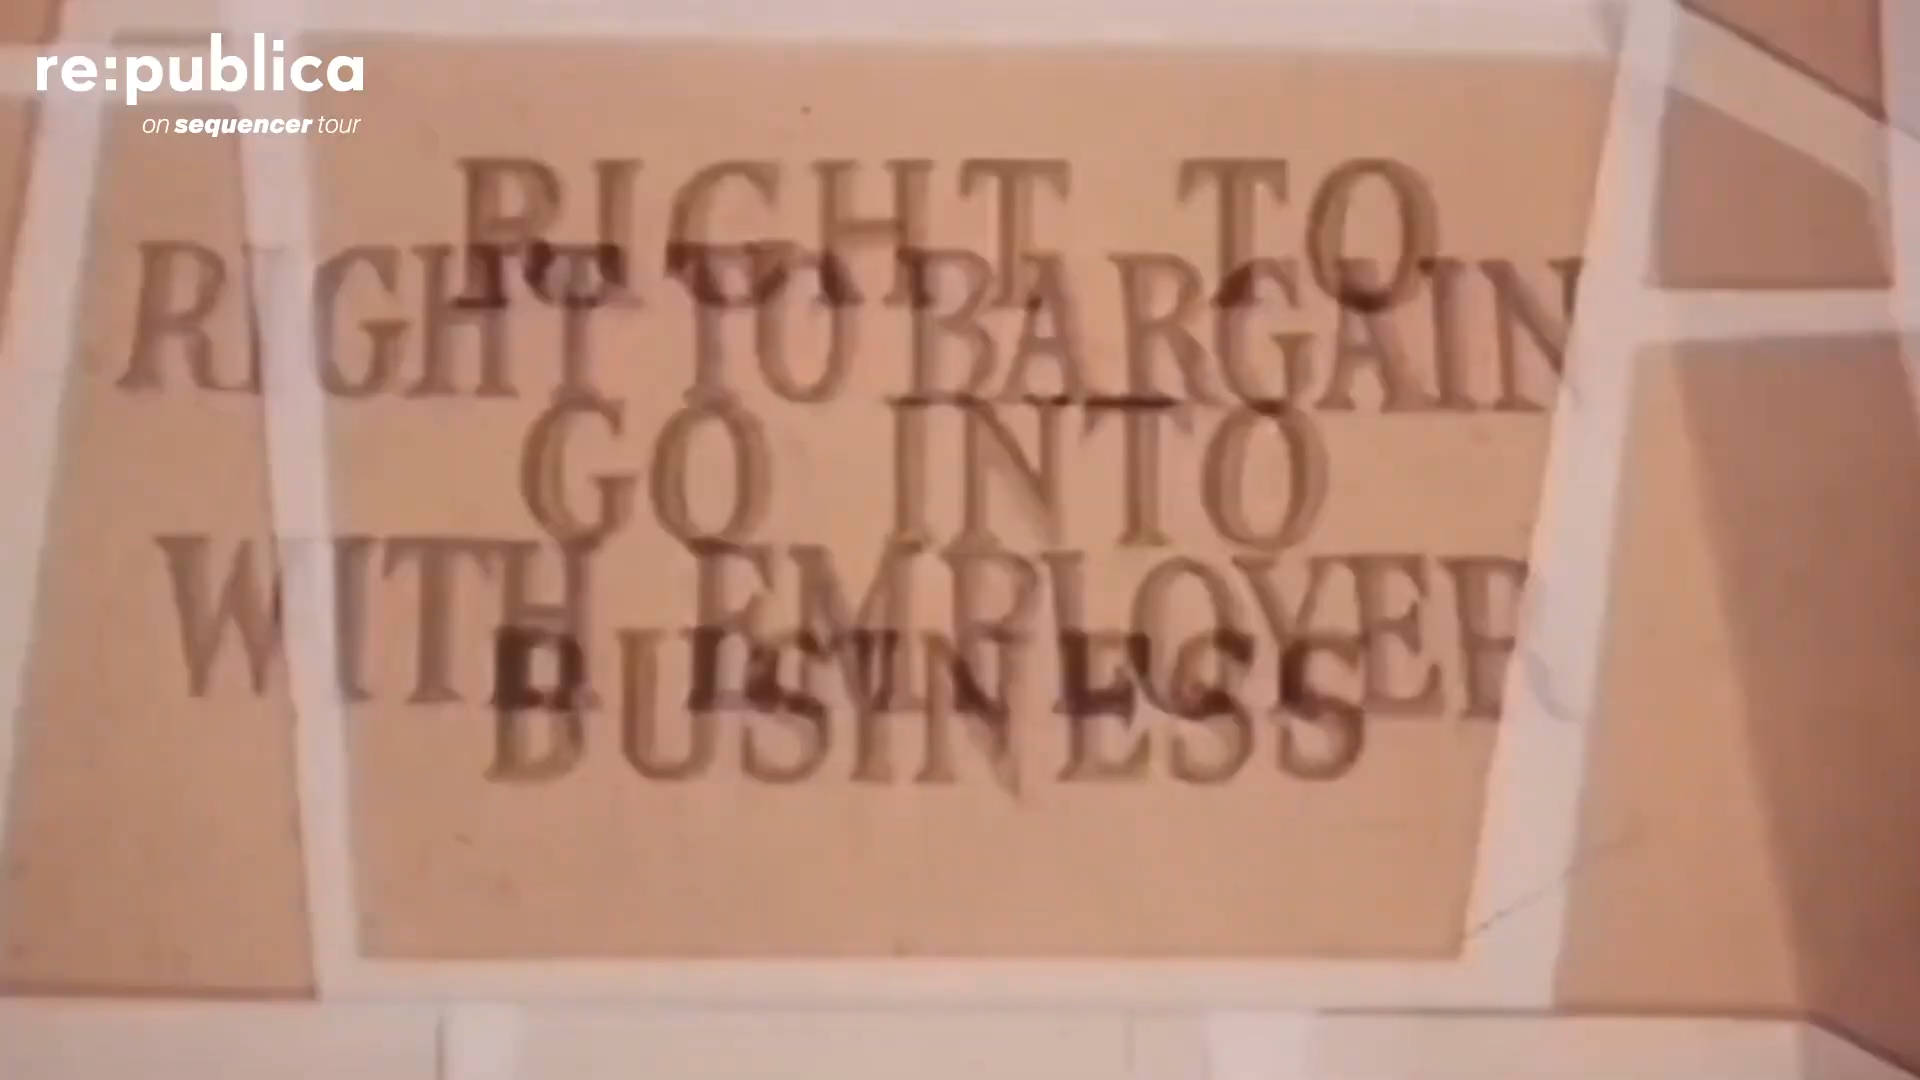 re:publica
on sequencer tour
RIGHT TO
GO INTO
BUSINESS
RIGHT TO BARGAIN
WITH EMPLOYER